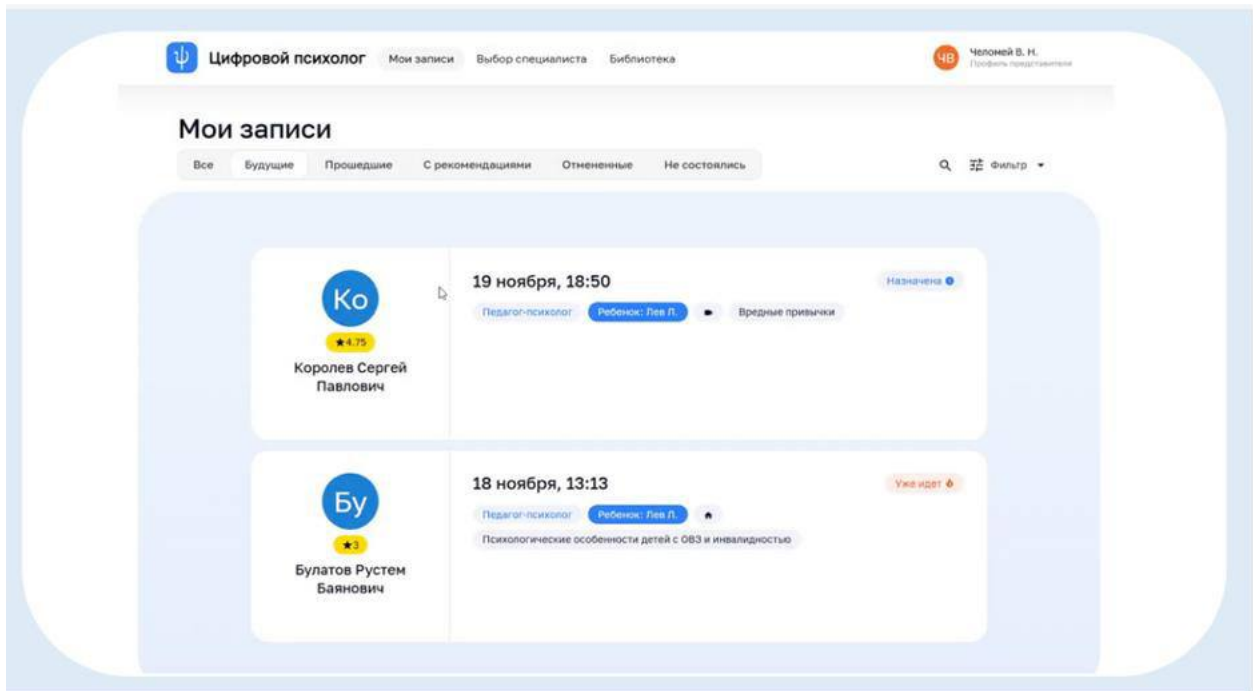 Цифровой психолог Мои записи Выбор специалиста Библиотека
ЧВ
Челомей В. Н.
Профиль представителя
Мои записи
Все Будущие Прошедшие С рекомендациями Отмененные Не состоялись
Фильтр
Ко
★4.75
Королев Сергей
Павлович
19 ноября, 18:50
Назначена
Педагог-психолог Ребенок: Лев Л. Вредные привычки
Бу
★3
Булатов Рустем
Баянович
18 ноября, 13:13
Уже идет
Педагог-психолог Ребенок: Лев Л.
Психологические особенности детей с ОВЗ и инвалидностью